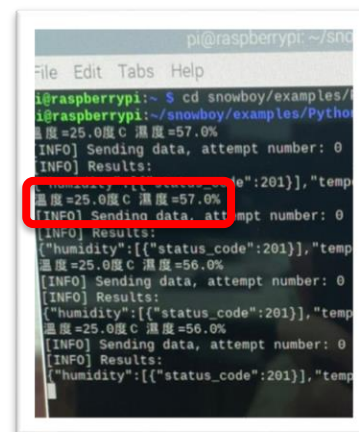 pi@raspberrypi: ~/sno
File Edit Tabs Help
i@raspberrypi:~ $ cd snowboy/examples/
i@raspberrypi:~/snowboy/examples/Pytho
溫度=25.0度C 濕度=57.0%
[INFO] Sending data, attempt number: 0
[INFO] Results:
{"humidity":[{"status_code":201}],"temp
溫度=25.0度C 濕度=57.0%
[INFO] Sending data, attempt number: 0
[INFO] Results:
{"humidity":[{"status_code":201}],"temp
溫度=25.0度C 濕度=56.0%
[INFO] Sending data, attempt number: 0
[INFO] Results:
{"humidity":[{"status_code":201}],"temp
溫度=25.0度C 濕度=56.0%
[INFO] Sending data, attempt number: 0
[INFO] Results:
{"humidity":[{"status_code":201}],"temp